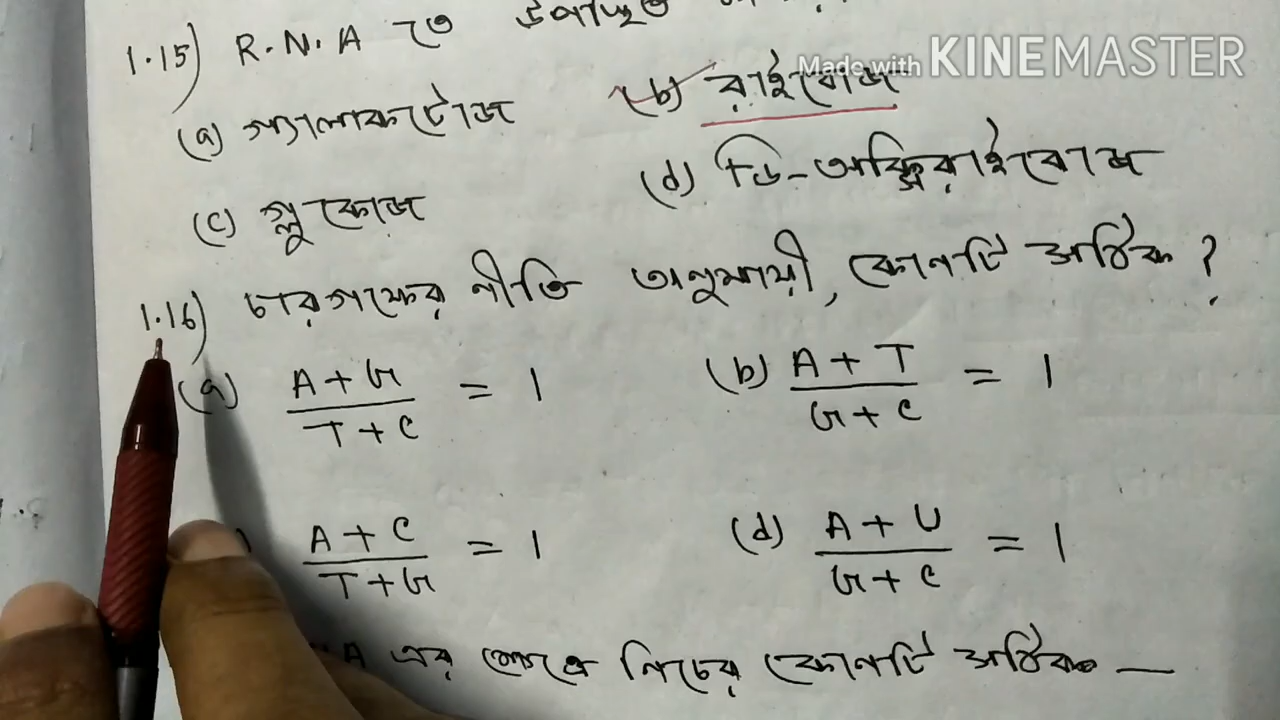 1.15) R.N.A তে
Made with KINEMASTER
(a) গ্যালাকটোজ (b) রাইবোজ
(c) গ্লুকোজ (d) ডি-অক্সিরাইবোজ
1.16) চারগাফের নীতি অনুযায়ী, কোনটি সঠিক ?
(a) A + G / T + C = 1 (b) A + T / G + C = 1
) A + C / T + G = 1 (d) A + U / G + C = 1
A এর ক্ষেত্রে নিচের কোনটি সঠিক —